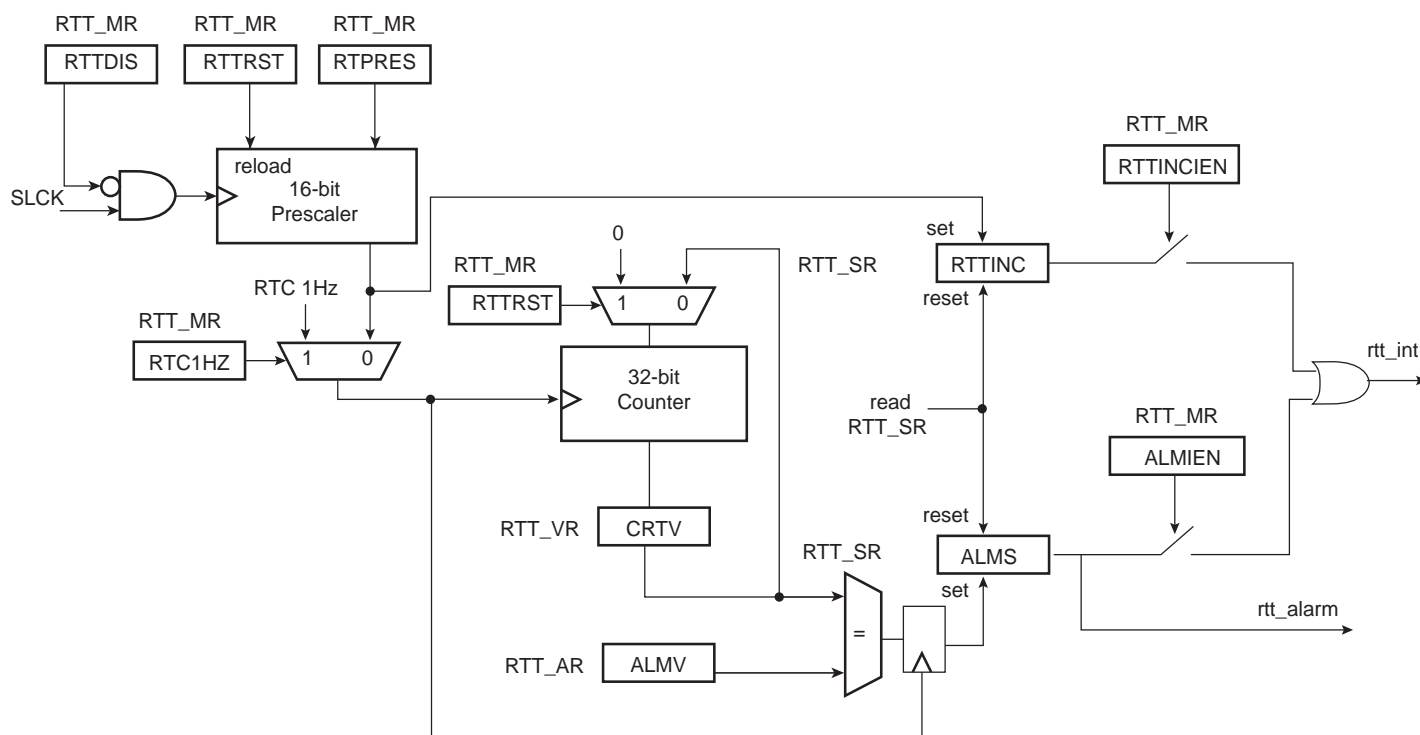 RTT_MR
RTT_MR
RTT_MR
RTTDIS
RTTRST
RTPRES
reload
16-bit
Prescaler
SLCK
RTT_MR
RTTINCIEN
0
set
RTT_MR
RTT_SR
RTTINC
RTC 1Hz
RTTRST
1 0
reset
RTT_MR
RTC1HZ
1 0
32-bit
Counter
rtt_int
read
RTT_SR
RTT_MR
ALMIEN
RTT_VR
CRTV
reset
RTT_SR
ALMS
set
=
rtt_alarm
RTT_AR
ALMV